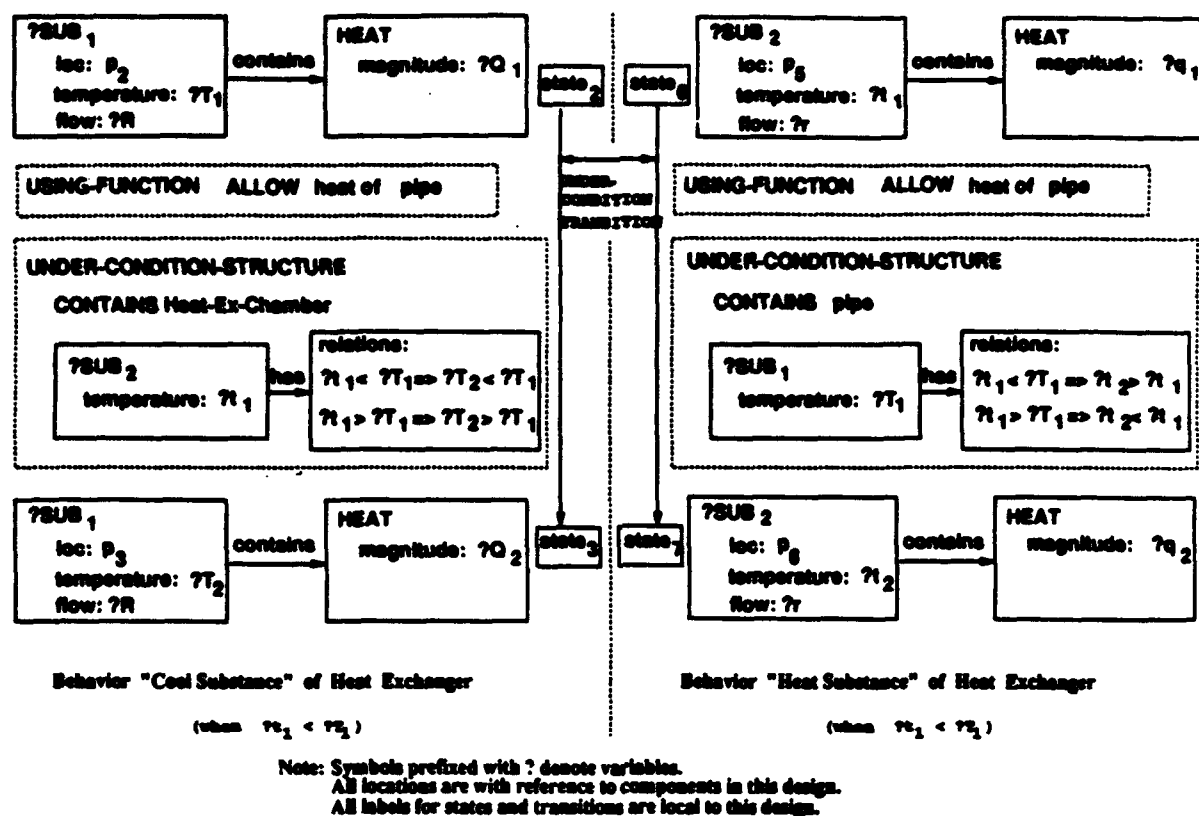 ?SUB 1
loc: p 2
temperature: ?T 1
flow: ?R
contains
HEAT
magnitude: ?Q 1
state 2
state 6
?SUB 2
loc: p 5
temperature: ?t 1
flow: ?r
contains
HEAT
magnitude: ?q 1
USING-FUNCTION ALLOW heat of pipe
UNDER-
CONDITION
TRANSITION
USING-FUNCTION ALLOW heat of pipe
UNDER-CONDITION-STRUCTURE
CONTAINS Heat-Ex-Chamber
?SUB 2
temperature: ?t 1
has
relations:
?t 1 < ?T 1 => ?T 2 < ?T 1
?t 1 > ?T 1 => ?T 2 > ?T 1
UNDER-CONDITION-STRUCTURE
CONTAINS pipe
?SUB 1
temperature: ?T 1
has
relations:
?t 1 < ?T 1 => ?t 2 > ?t 1
?t 1 > ?T 1 => ?t 2 < ?t 1
?SUB 1
loc: p 3
temperature: ?T 2
flow: ?R
contains
HEAT
magnitude: ?Q 2
state 3
state 7
?SUB 2
loc: p 6
temperature: ?t 2
flow: ?r
contains
HEAT
magnitude: ?q 2
Behavior "Cool Substance" of Heat Exchanger
(when ?t 1 < ?T 1)
Behavior "Heat Substance" of Heat Exchanger
(when ?t 1 < ?T 1)
Note: Symbols prefixed with ? denote variables.
All locations are with reference to components in this design.
All labels for states and transitions are local to this design.